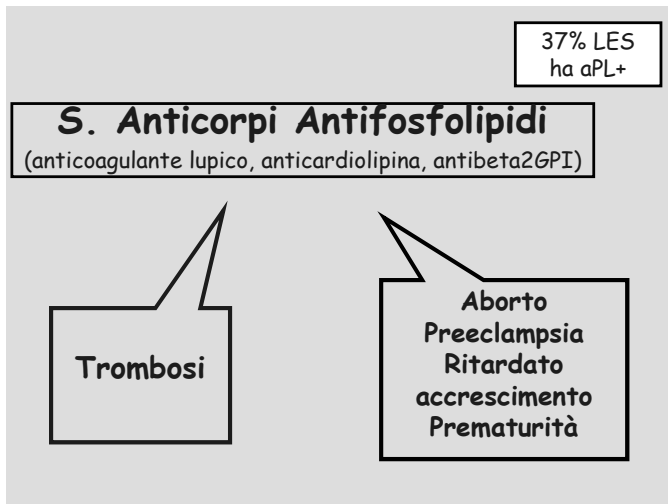 37% LES
ha aPL+
S. Anticorpi Antifosfolipidi
(anticoagulante lupico, anticardiolipina, antibeta2GPI)
Trombosi
Aborto
Preeclampsia
Ritardato
accrescimento
Prematurità